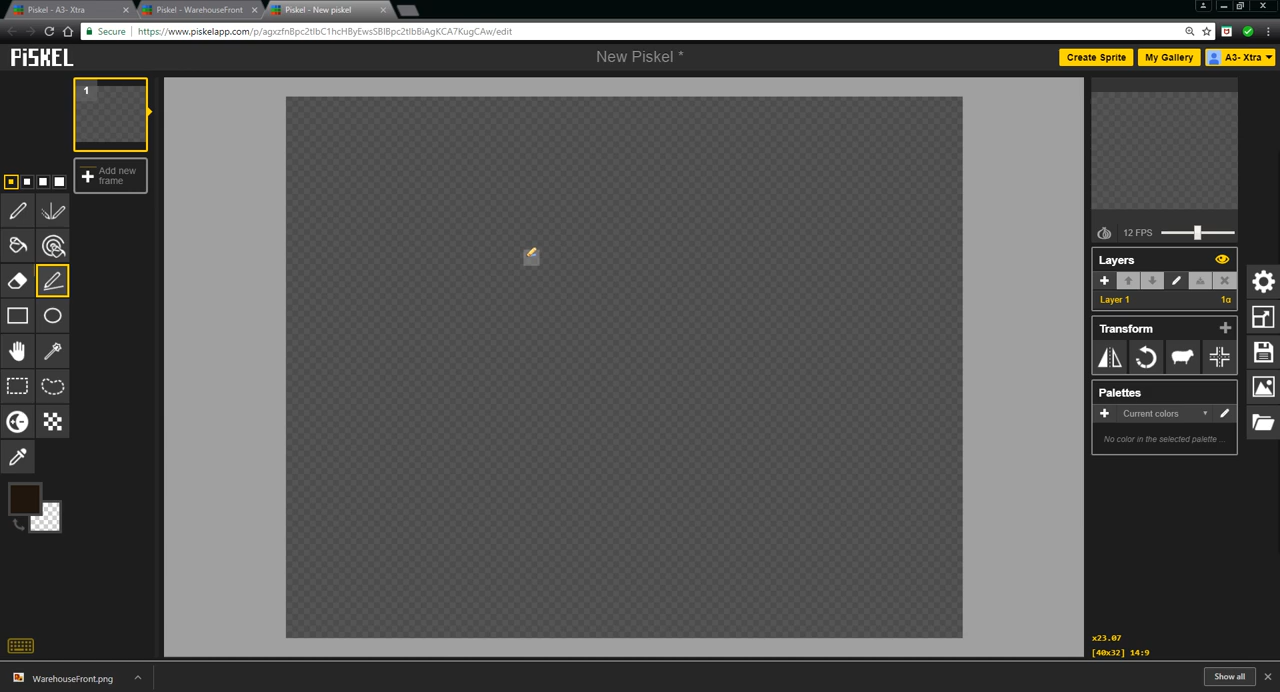 Piskel - A3- Xtra
Piskel - WarehouseFront
Piskel - New piskel
Secure
https://www.piskelapp.com/p/agxzfnBpc2tlbC1hcHByEwsSBlBpc2tlbBiAgKCA7KugCAw/edit
PiSKEL
New Piskel *
Create Sprite
My Gallery
A3- Xtra
1
Add new
frame
12 FPS
Layers
Layer 1
1α
Transform
Palettes
Current colors
No color in the selected palette ...
x23.07
[40x32] 14:9
WarehouseFront.png
Show all